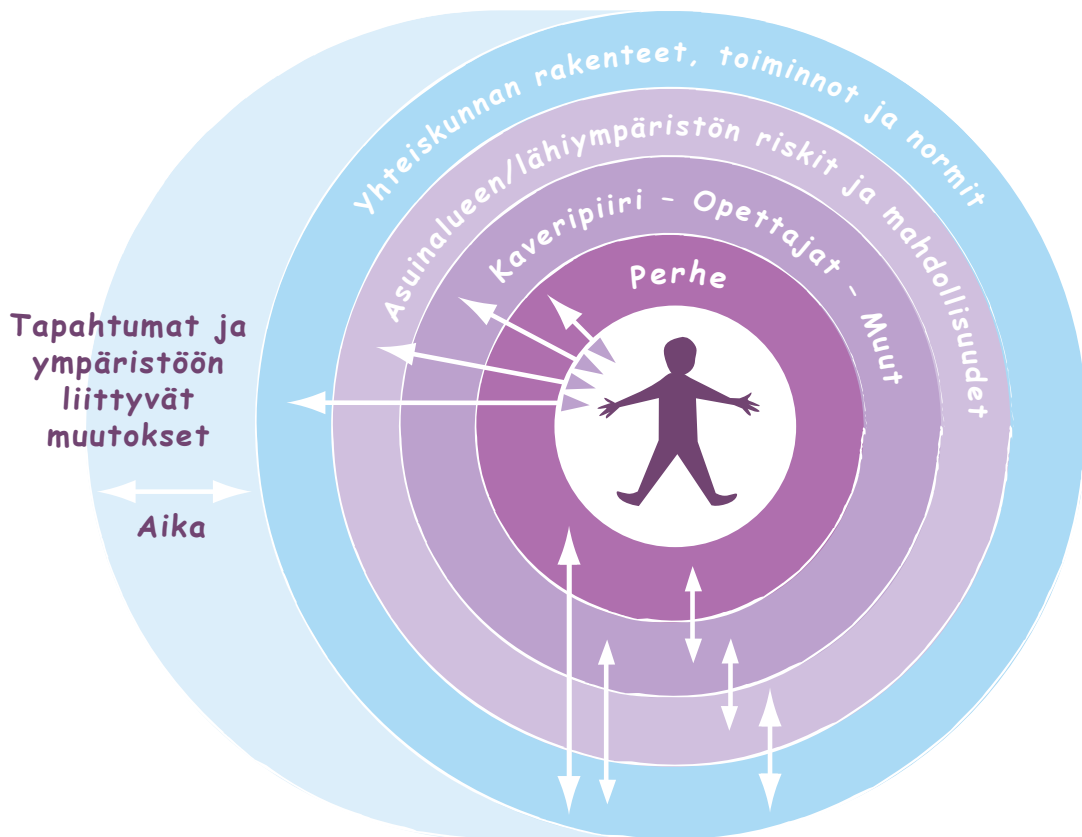 Yhteiskunnan rakenteet, toiminnot ja normit
Asuinalueen/lähiympäristön riskit ja mahdollisuudet
Kaveripiiri - Opettajat - Muut
Perhe
Tapahtumat ja
ympäristöön
liittyvät
muutokset
Aika